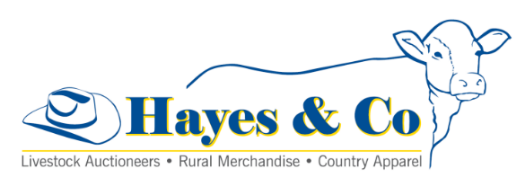 Hayes & Co
Livestock Auctioneers • Rural Merchandise • Country Apparel